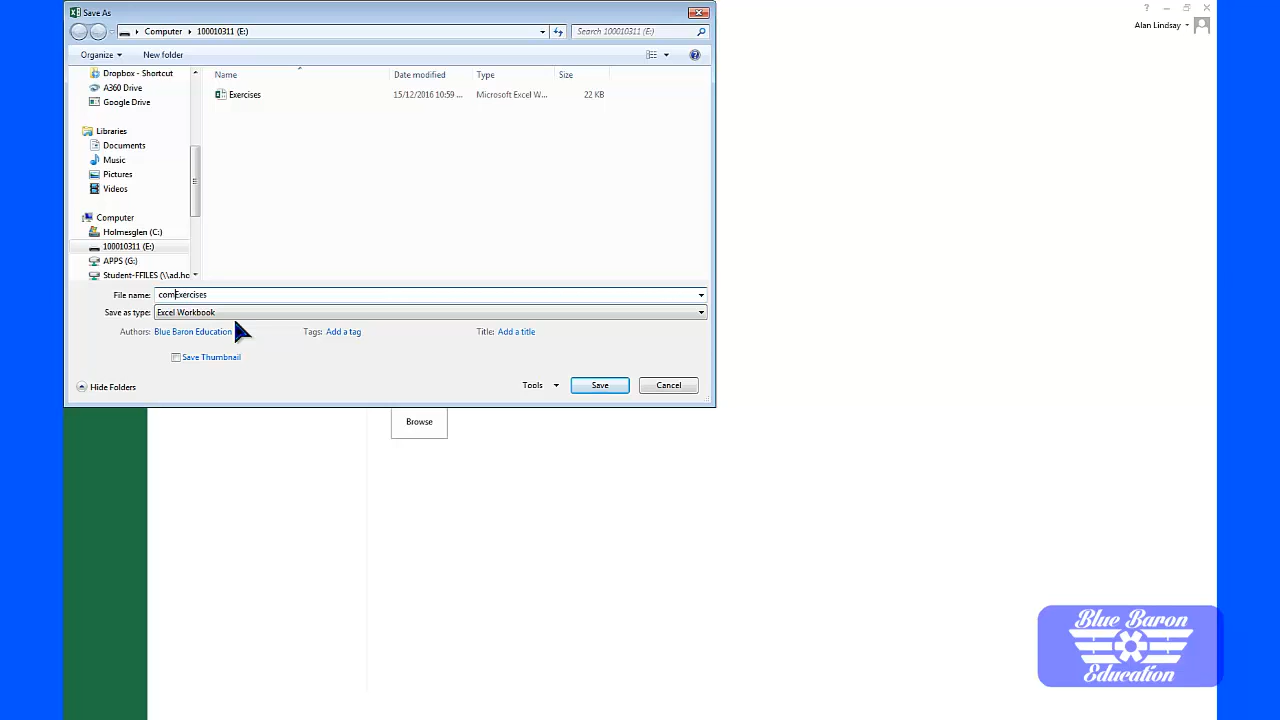 Save As
Computer 100010311 (E:)
Search 100010311 (E:)
Organize New folder
Alan Lindsay
Dropbox - Shortcut
A360 Drive
Google Drive
Libraries
Documents
Music
Pictures
Videos
Computer
Holmesglen (C:)
100010311 (E:)
APPS (G:)
Student-FFILES (\\ad.hc
Name Date modified Type Size
Exercises 15/12/2016 10:59 ... Microsoft Excel W... 22 KB
File name: comExercises
Save as type: Excel Workbook
Authors: Blue Baron Education Tags: Add a tag Title: Add a title
Save Thumbnail
Hide Folders Tools Save Cancel
Browse
Blue Baron
Education